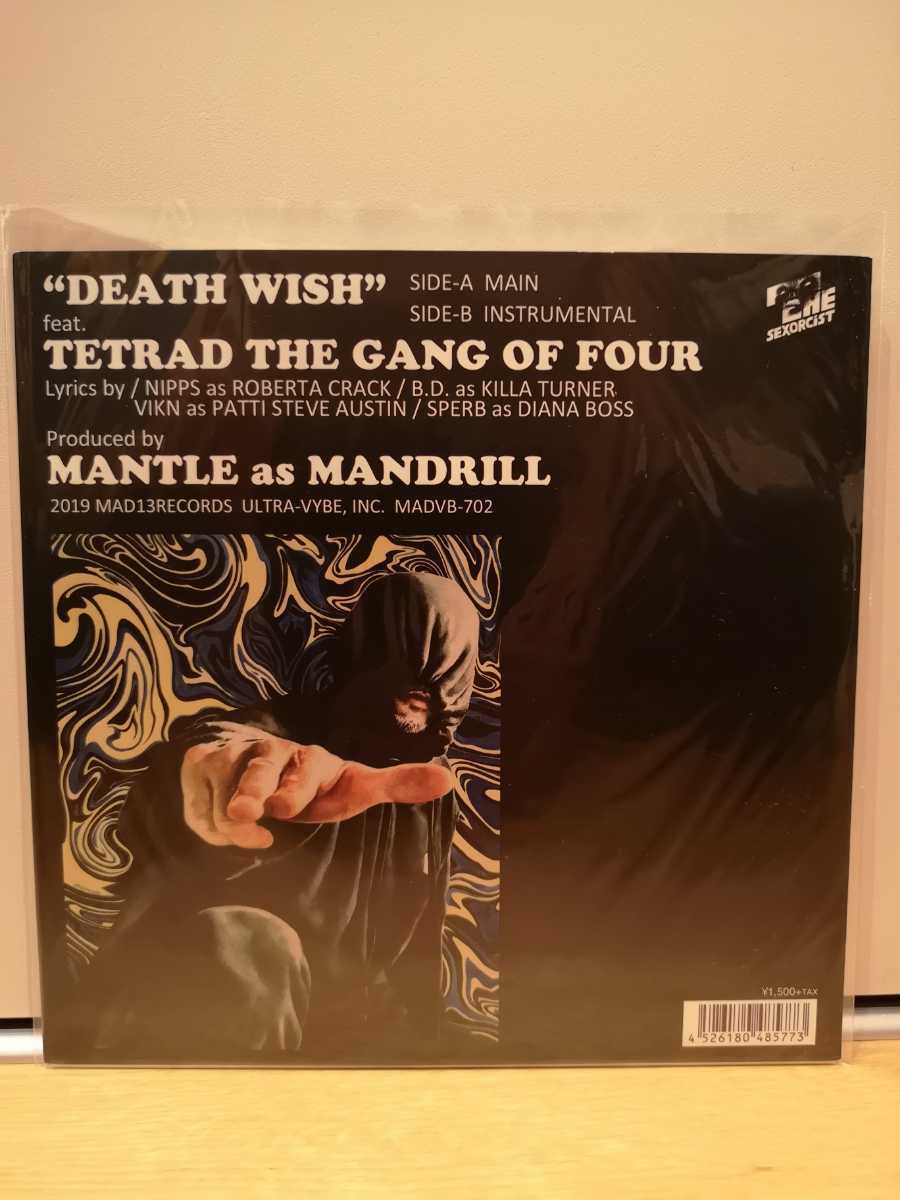 “DEATH WISH” SIDE-A MAIN
SIDE-B INSTRUMENTAL
feat.
TETRAD THE GANG OF FOUR
Lyrics by / NIPPS as ROBERTA CRACK / B.D. as KILLA TURNER
VIKN as PATTI STEVE AUSTIN / SPERB as DIANA BOSS
Produced by
MANTLE as MANDRILL
2019 MAD13RECORDS ULTRA-VYBE, INC. MADVB-702
THE
SEXORCIST
¥1,500+TAX
4 526180 485773